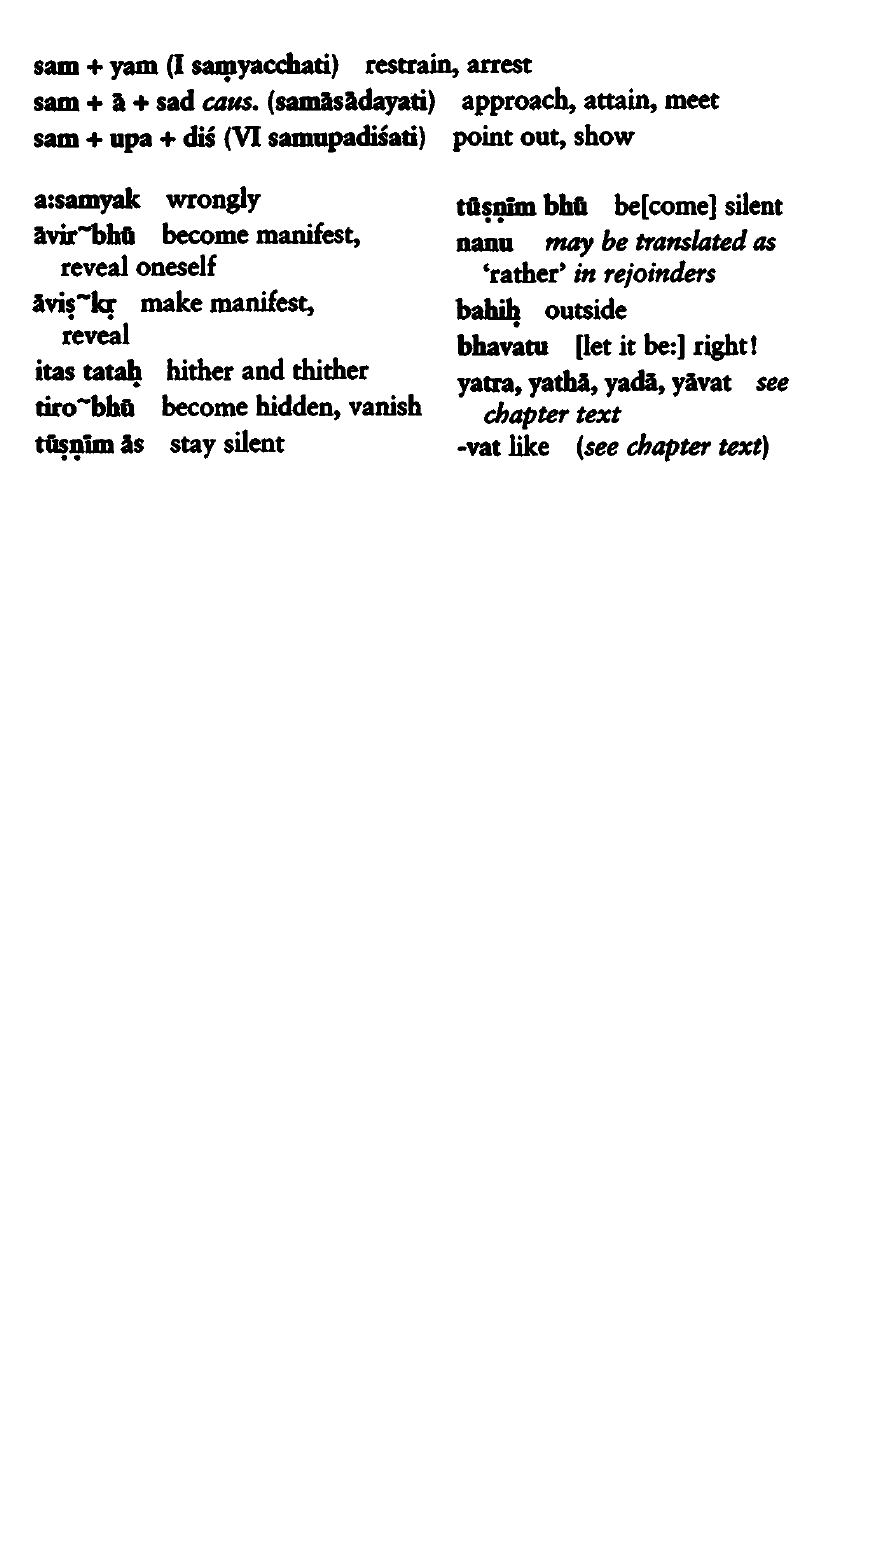 sam + yam (I saṃyacchati) restrain, arrest
sam + ā + sad caus. (samāsādayati) approach, attain, meet
sam + upa + diś (VI samupadiśati) point out, show
a:samyak wrongly
āvir~bhū become manifest,
reveal oneself
āviṣ~kṛ make manifest,
reveal
itas tataḥ hither and thither
tiro~bhū become hidden, vanish
tūṣṇīm ās stay silent
tūṣṇīm bhū be[come] silent
nanu may be translated as
‘rather’ in rejoinders
bahiḥ outside
bhavatu [let it be:] right!
yatra, yathā, yadā, yāvat see
chapter text
-vat like (see chapter text)